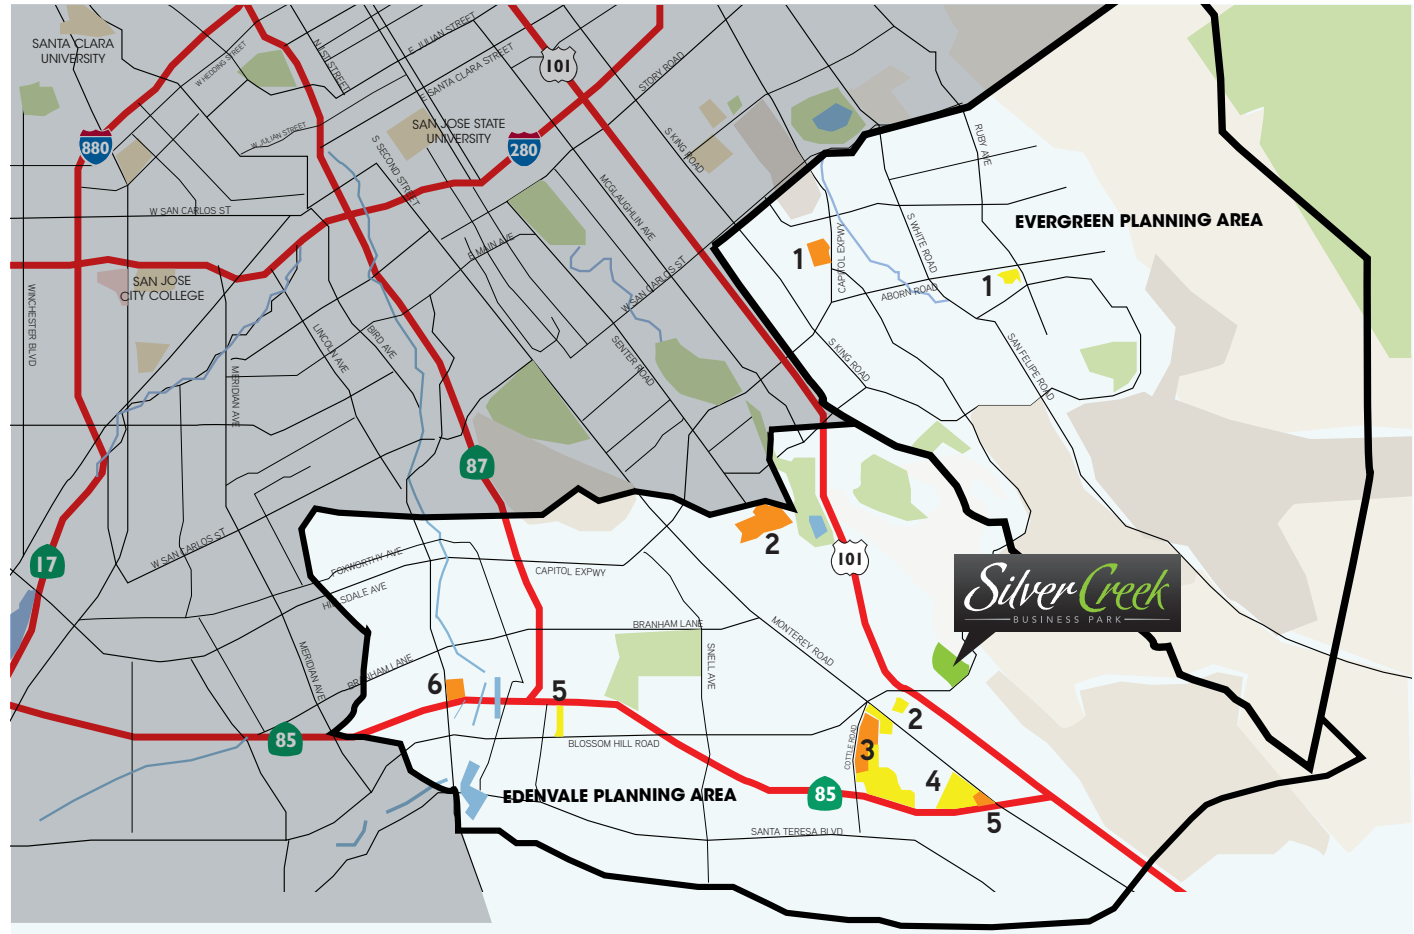 SANTA CLARA
UNIVERSITY
W HEDDING STREET
N 1ST STREET
E JULIAN STREET
E SANTA CLARA STREET
101
STORY ROAD
880
W JULIAN STREET
S SECOND STREET
SAN JOSE STATE
UNIVERSITY
280
S KING ROAD
RUBY AVE
W SAN CARLOS ST
MCGLAUGHLIN AVE
EVERGREEN PLANNING AREA
E MAIN AVE
CAPITOL EXPWY
S WHITE ROAD
1
1
SAN JOSE
CITY COLLEGE
W SAN CARLOS ST
ABORN ROAD
WINCHESTER BLVD
LINCOLN AVE
BIRD AVE
MERIDIAN AVE
SENTER ROAD
S KING ROAD
SAN FELIPE ROAD
87
2
W SAN CARLOS ST
17
FOXWORTHY AVE
HILLSDALE AVE
CAPITOL EXPWY
101
Silver Creek
BUSINESS PARK
BRANHAM LANE
MONTEREY ROAD
SNELL AVE
MERIDIAN AVE
BRANHAM LANE
6
5
2
85
BLOSSOM HILL ROAD
COTTLE ROAD
3
4
EDENVALE PLANNING AREA
85
5
SANTA TERESA BLVD